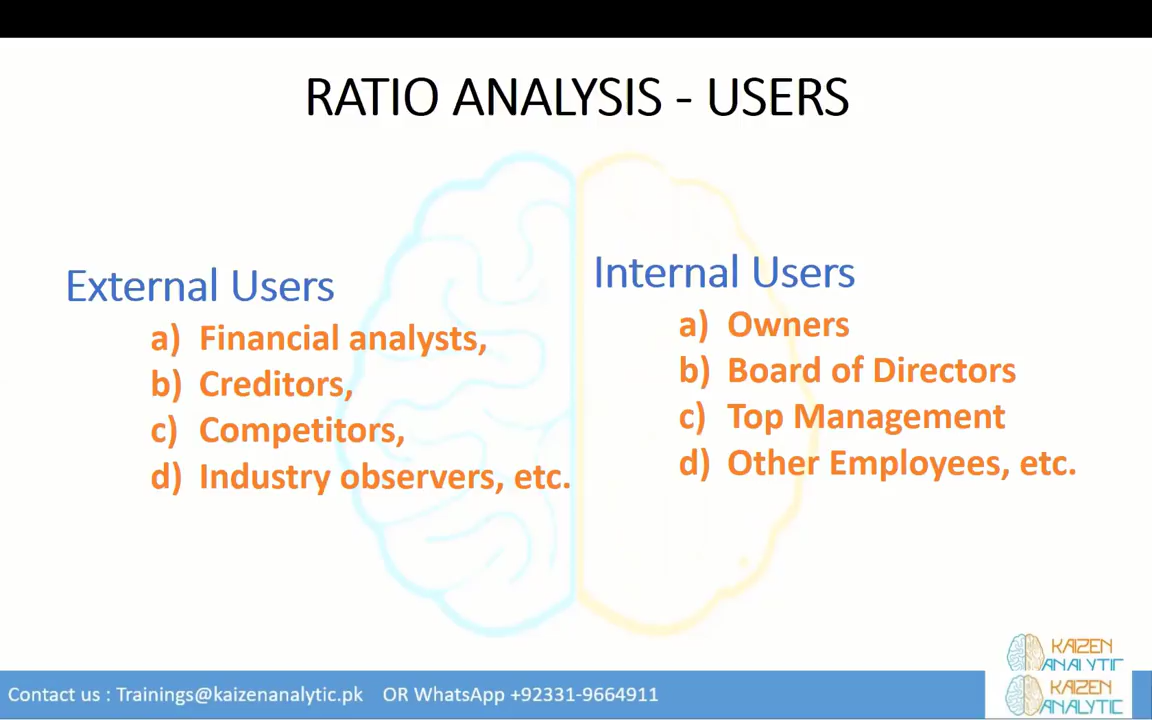 RATIO ANALYSIS - USERS
External Users
a) Financial analysts,
b) Creditors,
c) Competitors,
d) Industry observers, etc.
Internal Users
a) Owners
b) Board of Directors
c) Top Management
d) Other Employees, etc.
KAIZEN
ANALYTIC
KAIZEN
ANALYTIC
Contact us : Trainings@kaizenanalytic.pk OR WhatsApp +92331-9664911